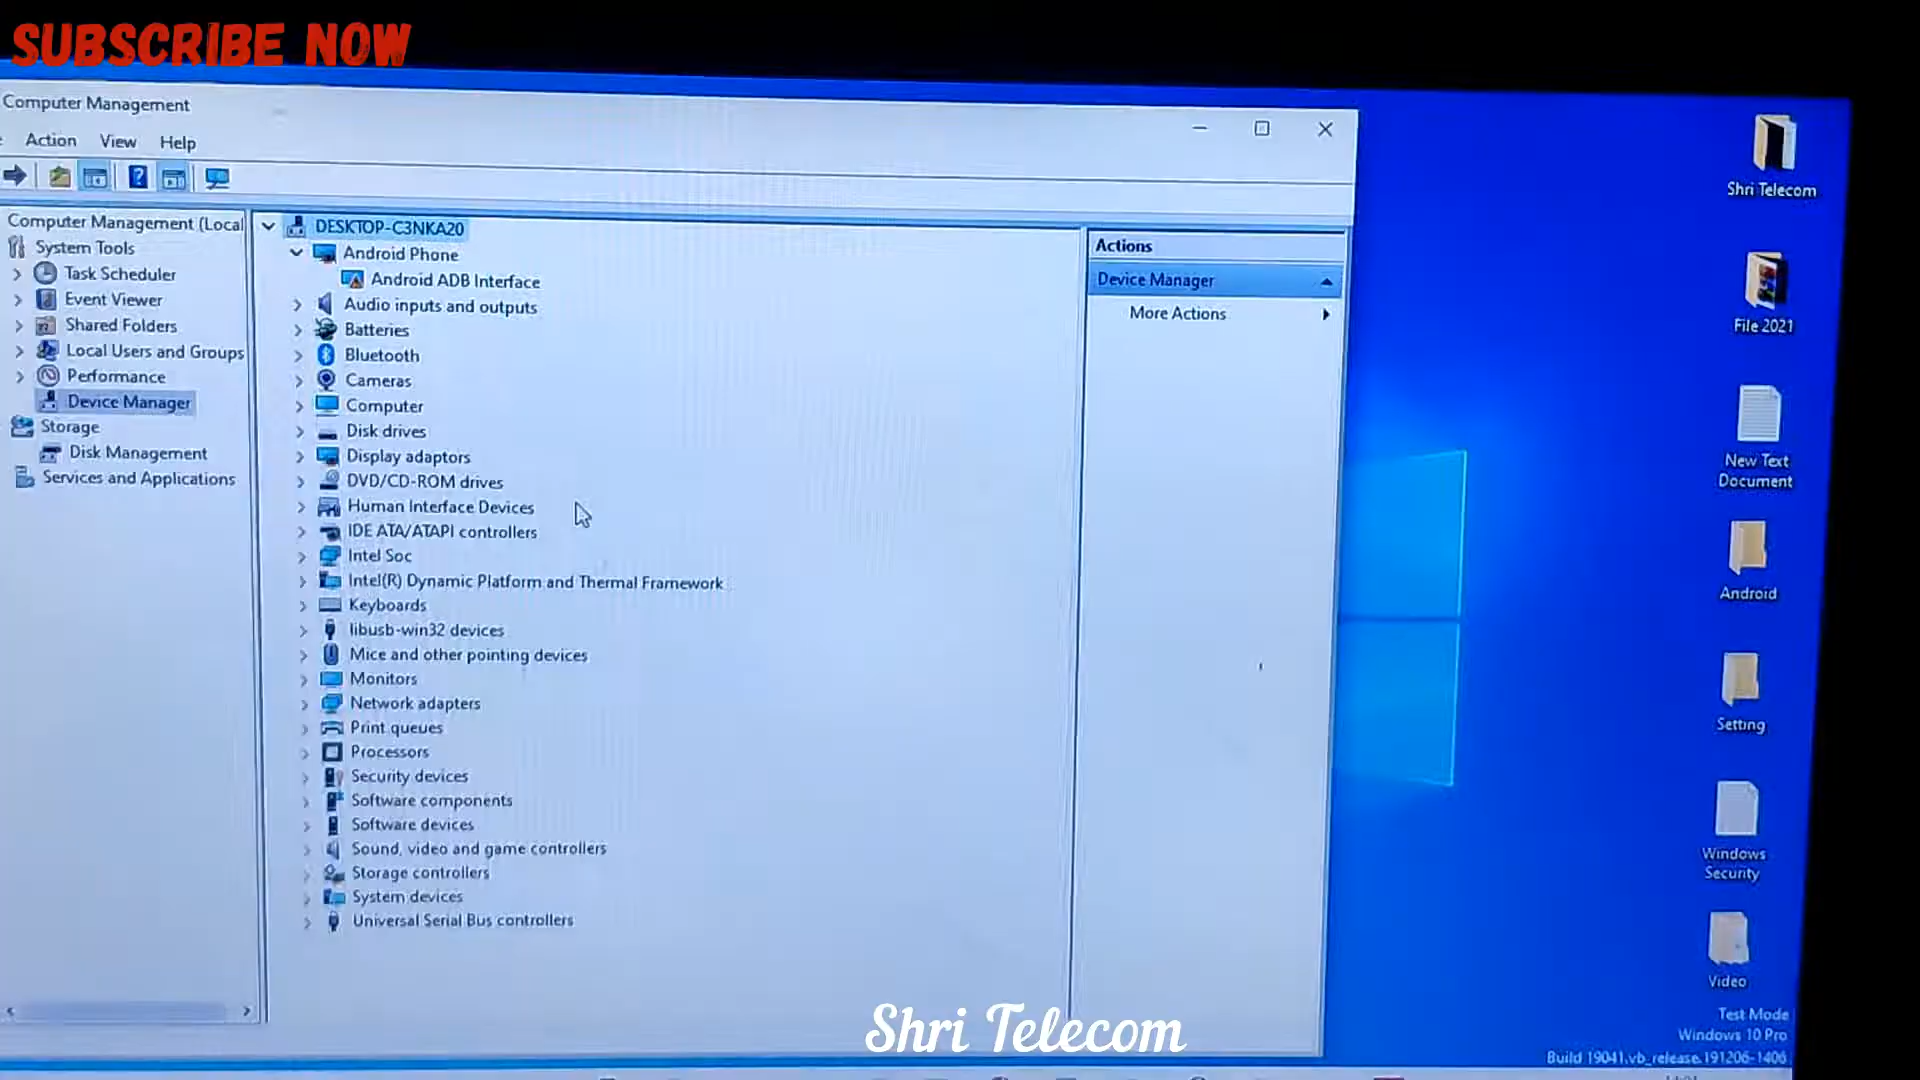 SUBSCRIBE NOW
Computer Management
Action View Help
Computer Management (Local
System Tools
Task Scheduler
Event Viewer
Shared Folders
Local Users and Groups
Performance
Device Manager
Storage
Disk Management
Services and Applications
DESKTOP-C3NKA20
Android Phone
Android ADB Interface
Audio inputs and outputs
Batteries
Bluetooth
Cameras
Computer
Disk drives
Display adaptors
DVD/CD-ROM drives
Human Interface Devices
IDE ATA/ATAPI controllers
Intel Soc
Intel(R) Dynamic Platform and Thermal Framework
Keyboards
libusb-win32 devices
Mice and other pointing devices
Monitors
Network adapters
Print queues
Processors
Security devices
Software components
Software devices
Sound, video and game controllers
Storage controllers
System devices
Universal Serial Bus controllers
Actions
Device Manager
More Actions
Shri Telecom
File 2021
New Text
Document
Android
Setting
Windows
Security
Video
Test Mode
Windows 10 Pro
Build 19041.vb_release.191206-1406
Shri Telecom